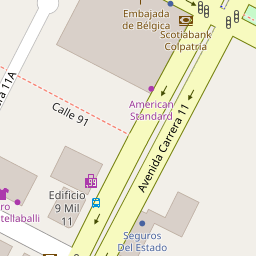 Embajada
de Bélgica
Scotiabank
Colpatria
11A
American
Standard
Calle 91
Avenida Carrera 11
Edificio
9 Mil
11
Seguros
Del Estado